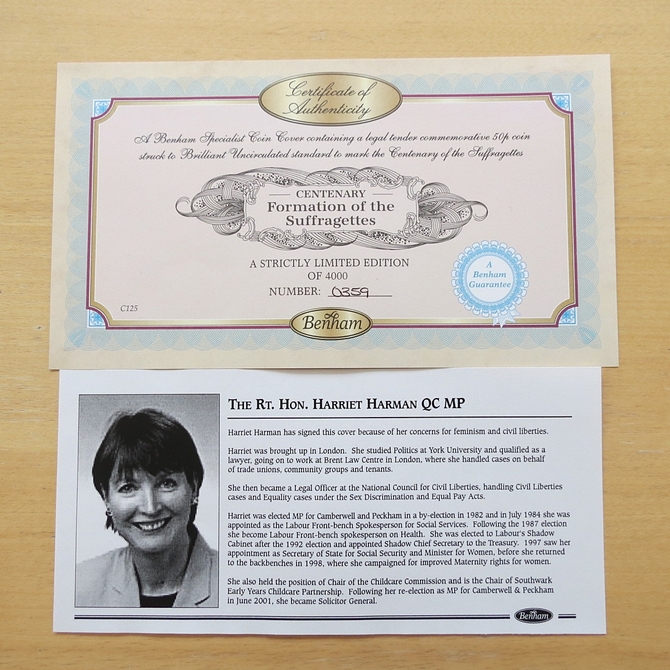 Certificate of
Authenticity
A Benham Specialist Coin Cover containing a legal tender commemorative 50p coin
struck to Brilliant Uncirculated standard to mark the Centenary of the Suffragettes
CENTENARY
Formation of the
Suffragettes
A STRICTLY LIMITED EDITION
OF 4000
NUMBER: 0359
A
Benham
Guarantee
C125
Benham
THE RT. HON. HARRIET HARMAN QC MP
Harriet Harman has signed this cover because of her concerns for feminism and civil liberties.
Harriet was brought up in London. She studied Politics at York University and qualified as a
lawyer, going on to work at Brent Law Centre in London, where she handled cases on behalf
of trade unions, community groups and tenants.
She then became a Legal Officer at the National Council for Civil Liberties, handling Civil Liberties
cases and Equality cases under the Sex Discrimination and Equal Pay Acts.
Harriet was elected MP for Camberwell and Peckham in a by-election in 1982 and in July 1984 she was
appointed as the Labour Front-bench Spokesperson for Social Services. Following the 1987 election
she become Labour Front-bench spokesperson on Health. She was elected to Labour's Shadow
Cabinet after the 1992 election and appointed Shadow Chief Secretary to the Treasury. 1997 saw her
appointment as Secretary of State for Social Security and Minister for Women, before she returned
to the backbenches in 1998, where she campaigned for improved Maternity rights for women.
She also held the position of Chair of the Childcare Commission and is the Chair of Southwark
Early Years Childcare Partnership. Following her re-election as MP for Camberwell & Peckham
in June 2001, she became Solicitor General.
Benham